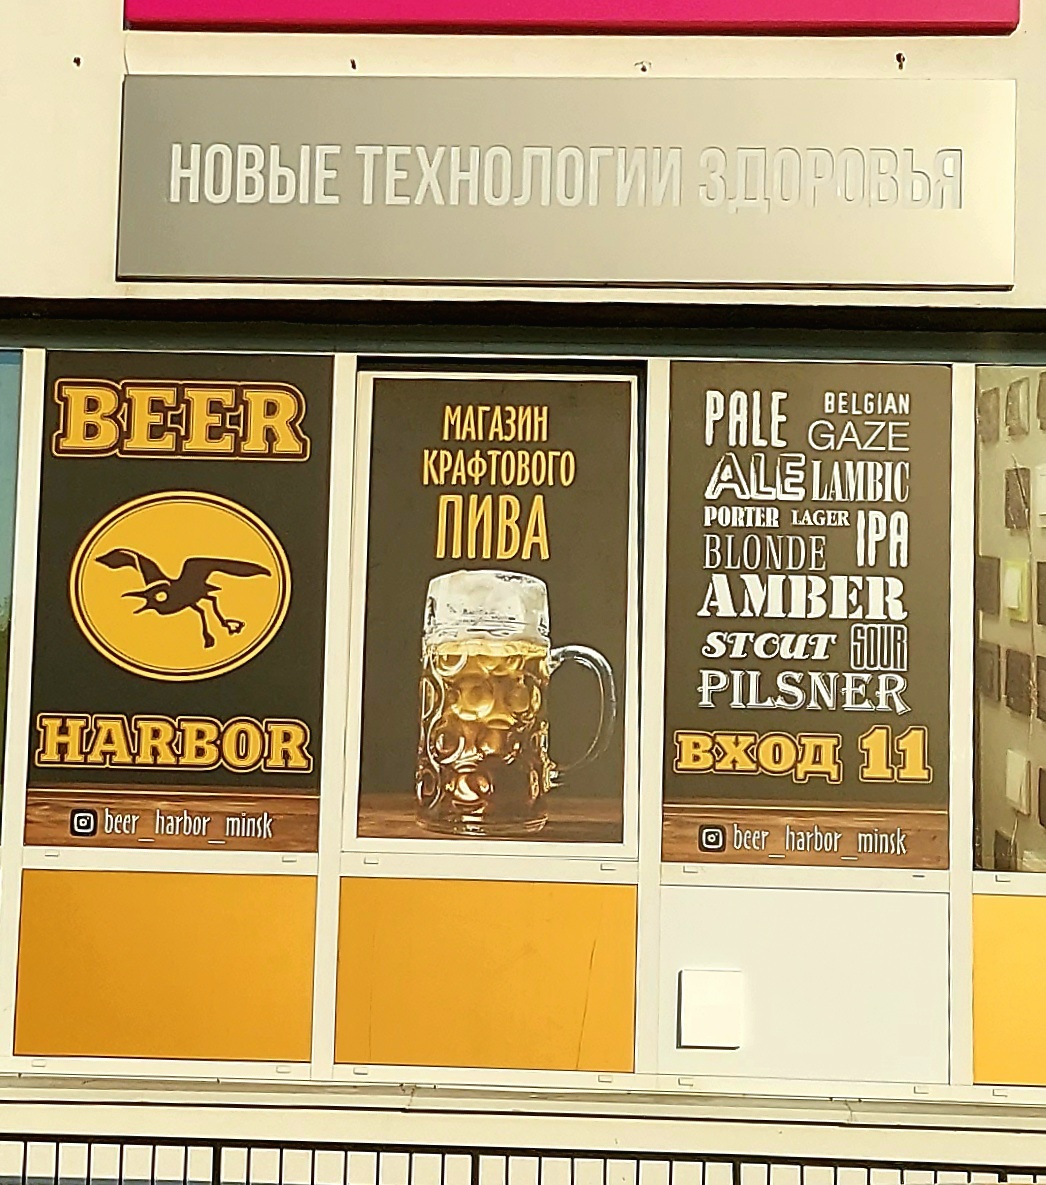 НОВЫЕ ТЕХНОЛОГИИ ЗДОРОВЬЯ
BEER
HARBOR
beer_harbor_minsk
МАГАЗИН
КРАФТОВОГО
ПИВА
PALE BELGIAN
GAZE
ALE LAMBIC
PORTER LAGER IPA
BLONDE
AMBER
STOUT SOUR
PILSNER
ВХОД 11
beer_harbor_minsk